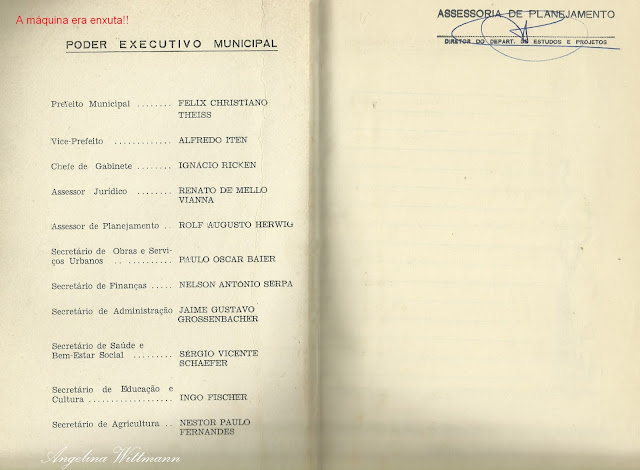 A máquina era enxuta!!
PODER EXECUTIVO MUNICIPAL
Prefeito Municipal ........ FELIX CHRISTIANO
THEISS
Vice-Prefeito ............. ALFREDO ITEN
Chefe de Gabinete ........ IGNACIO RICKEN
Assessor Jurídico ........ RENATO DE MELLO
VIANNA
Assessor de Planejamento .. ROLF AUGUSTO HERWIG
Secretário de Obras e Servi-
ços Urbanos .. ........... PAULO OSCAR BAIER
Secretário de Finanças ..... NELSON ANTÔNIO SERPA
Secretário de Administração JAIME GUSTAVO
GROSSENBACHER
Secretário de Saúde e
Bem-Estar Social ......... SÉRGIO VICENTE
SCHAEFER
Secretário de Educação e
Cultura ................... INGO FISCHER
Secretário de Agricultura .. NESTOR PAULO
FERNANDES
Angelina Wittmann
ASSESSORIA DE PLANEJAMENTO
DIRETOR DO DEPART. DE ESTUDOS E PROJETOS